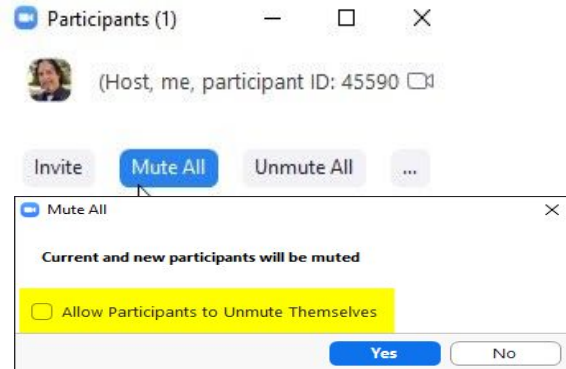 Participants (1)
(Host, me, participant ID: 45590
Invite Mute All Unmute All ...
Mute All
Current and new participants will be muted
Allow Participants to Unmute Themselves
Yes No